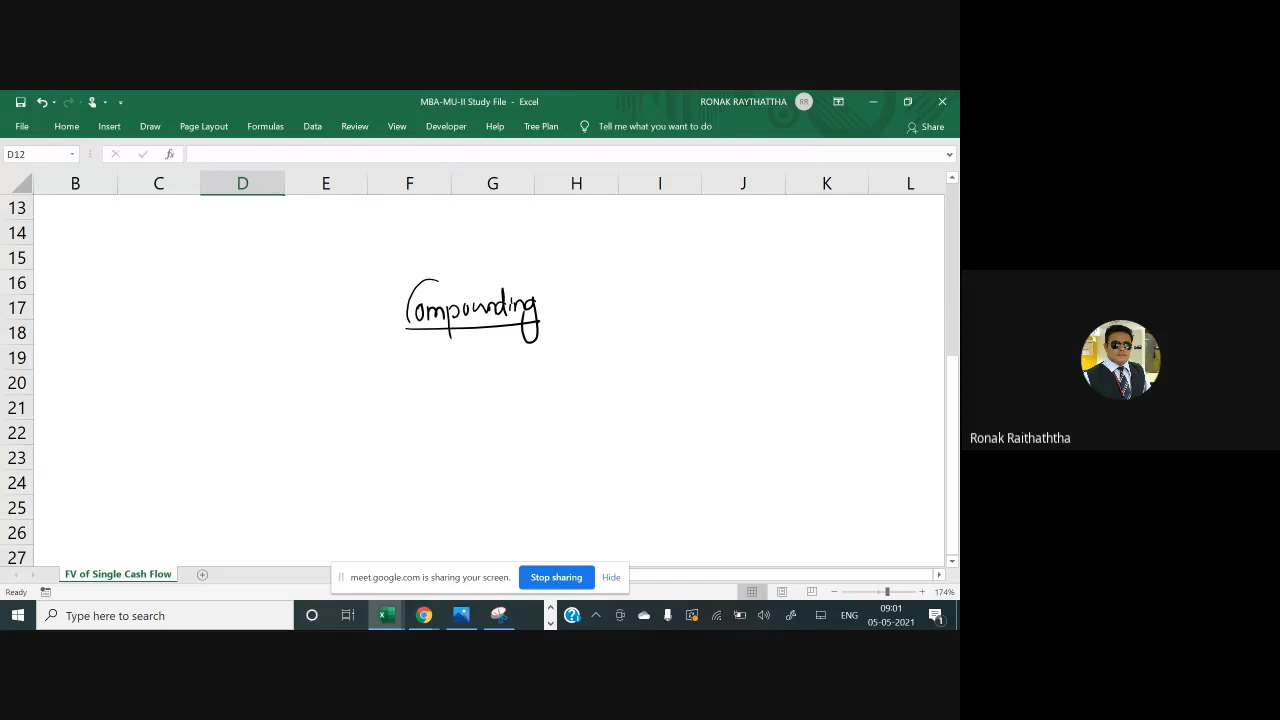 MBA-MU-II Study File - Excel
RONAK RAYTHATTHA RR
File Home Insert Draw Page Layout Formulas Data Review View Developer Help Tree Plan Tell me what you want to do Share
D12 fx
B C D E F G H I J K L
13
14
15
16
17
18
19
20
21
22
23
24
25
26
27
Compounding
Ronak Raithaththa
FV of Single Cash Flow
meet.google.com is sharing your screen. Stop sharing Hide
Ready 174%
Type here to search
ENG
09:01
05-05-2021
1